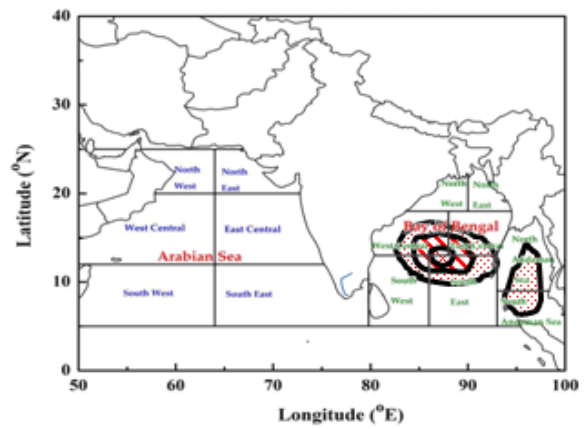 40
30
20
10
0
Latitude (°N)
North West
North East
West Central
East Central
Arabian Sea
South West
South East
North West
North East
Bay of Bengal
South West
East
North
Andaman Sea
50 60 70 80 90 100
Longitude (°E)